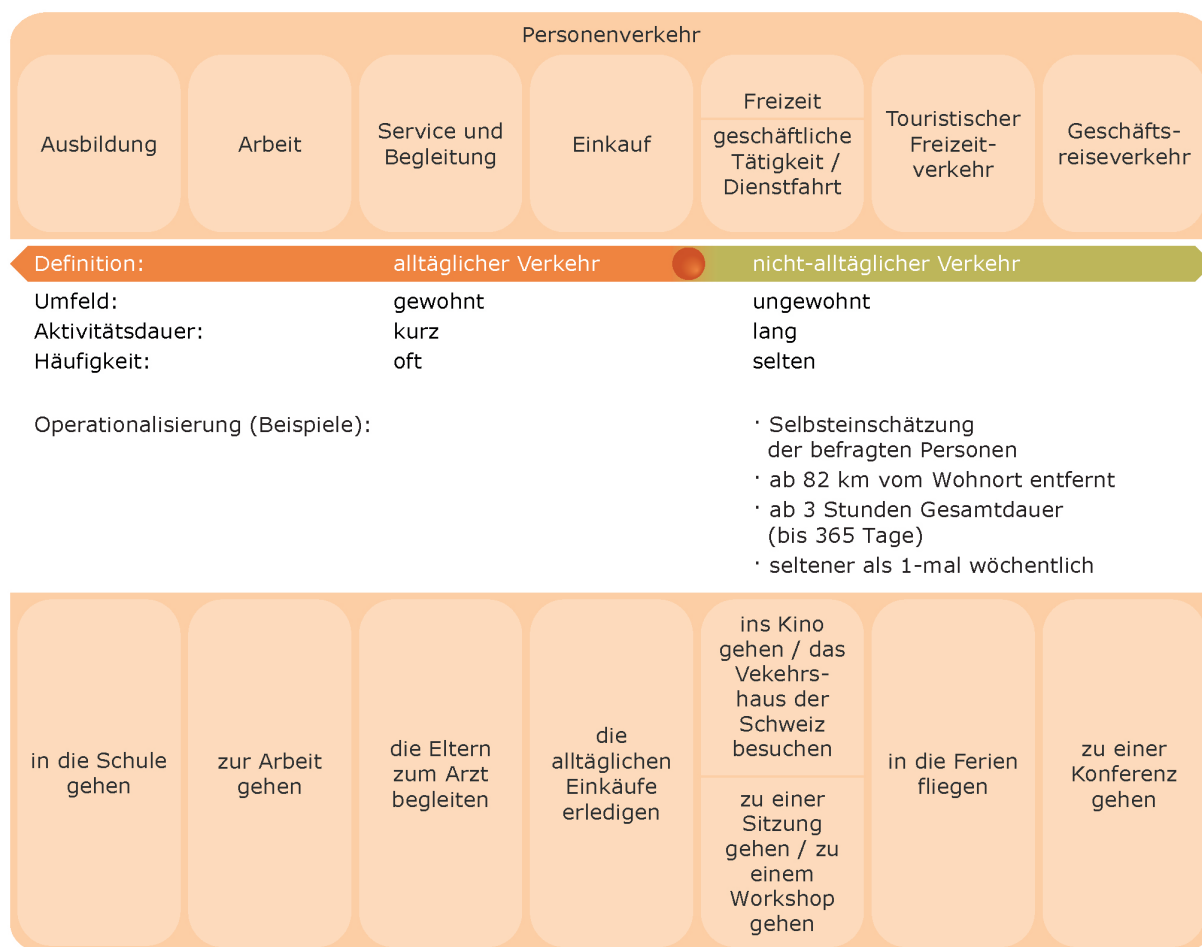 Personenverkehr
Ausbildung
Arbeit
Service und
Begleitung
Einkauf
Freizeit
geschäftliche
Tätigkeit /
Dienstfahrt
Touristischer
Freizeit-
verkehr
Geschäfts-
reiseverkehr
Definition: alltäglicher Verkehr nicht-alltäglicher Verkehr
Umfeld: gewohnt ungewohnt
Aktivitätsdauer: kurz lang
Häufigkeit: oft selten
Operationalisierung (Beispiele): · Selbsteinschätzung
der befragten Personen
· ab 82 km vom Wohnort entfernt
· ab 3 Stunden Gesamtdauer
(bis 365 Tage)
· seltener als 1-mal wöchentlich
in die Schule
gehen
zur Arbeit
gehen
die Eltern
zum Arzt
begleiten
die
alltäglichen
Einkäufe
erledigen
ins Kino
gehen / das
Vekehrs-
haus der
Schweiz
besuchen
zu einer
Sitzung
gehen / zu
einem
Workshop
gehen
in die Ferien
fliegen
zu einer
Konferenz
gehen